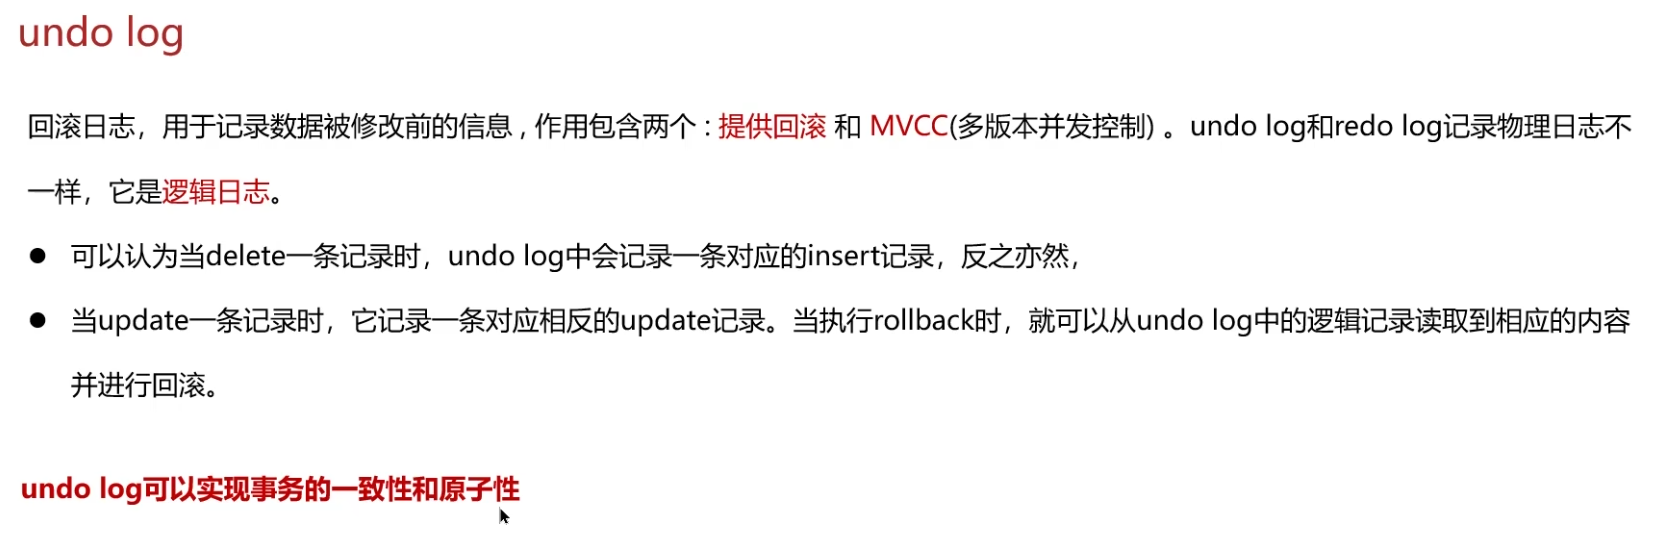 undo log
回滚日志，用于记录数据被修改前的信息 , 作用包含两个 : 提供回滚 和 MVCC(多版本并发控制) 。undo log和redo log记录物理日志不
一样，它是逻辑日志。
● 可以认为当delete一条记录时，undo log中会记录一条对应的insert记录，反之亦然，
● 当update一条记录时，它记录一条对应相反的update记录。当执行rollback时，就可以从undo log中的逻辑记录读取到相应的内容
并进行回滚。
undo log可以实现事务的一致性和原子性